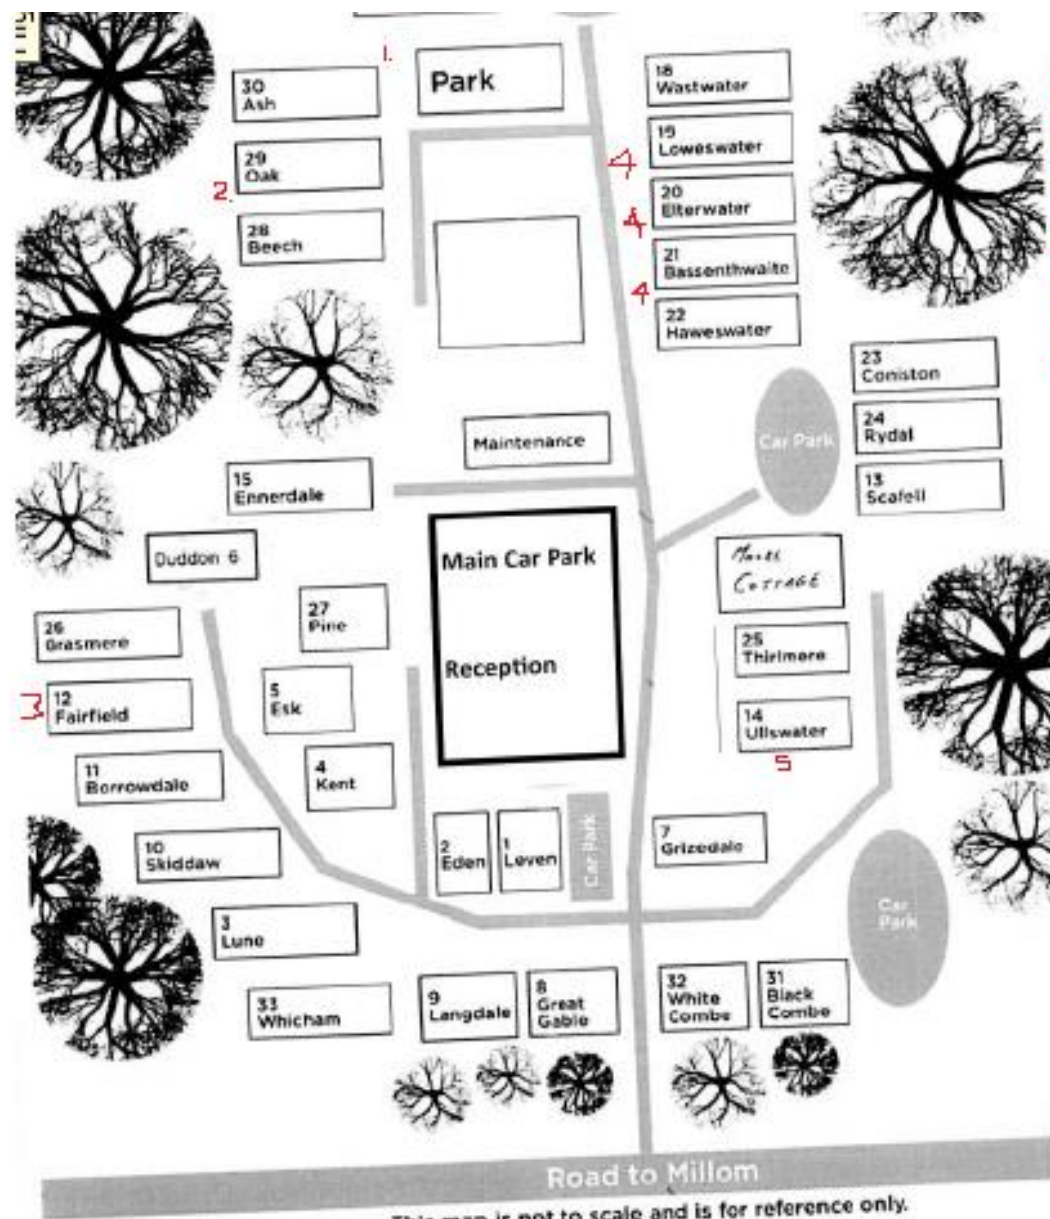 1.
Park
30
Ash
18
Wastwater
19
Loweswater
29
Oak
2.
4
20
Elterwater
4
28
Beech
21
Bassenthwaite
4
22
Haweswater
23
Coniston
24
Rydal
Car Park
Maintenance
15
Ennerdale
13
Scafell
Duddon 6
Main Car Park
COTTAGE
27
Pine
26
Grasmere
25
Thirlmere
Reception
3.
12
Fairfield
5
Esk
14
Ullswater
5
11
Borrowdale
4
Kent
10
Skiddaw
2
Eden
1
Leven
Car Park
7
Grizedale
Car
Park
3
Lune
33
Whicham
9
Langdale
8
Great
Gable
32
White
Combe
31
Black
Combe
Road to Millom
This map is not to scale and is for reference only.